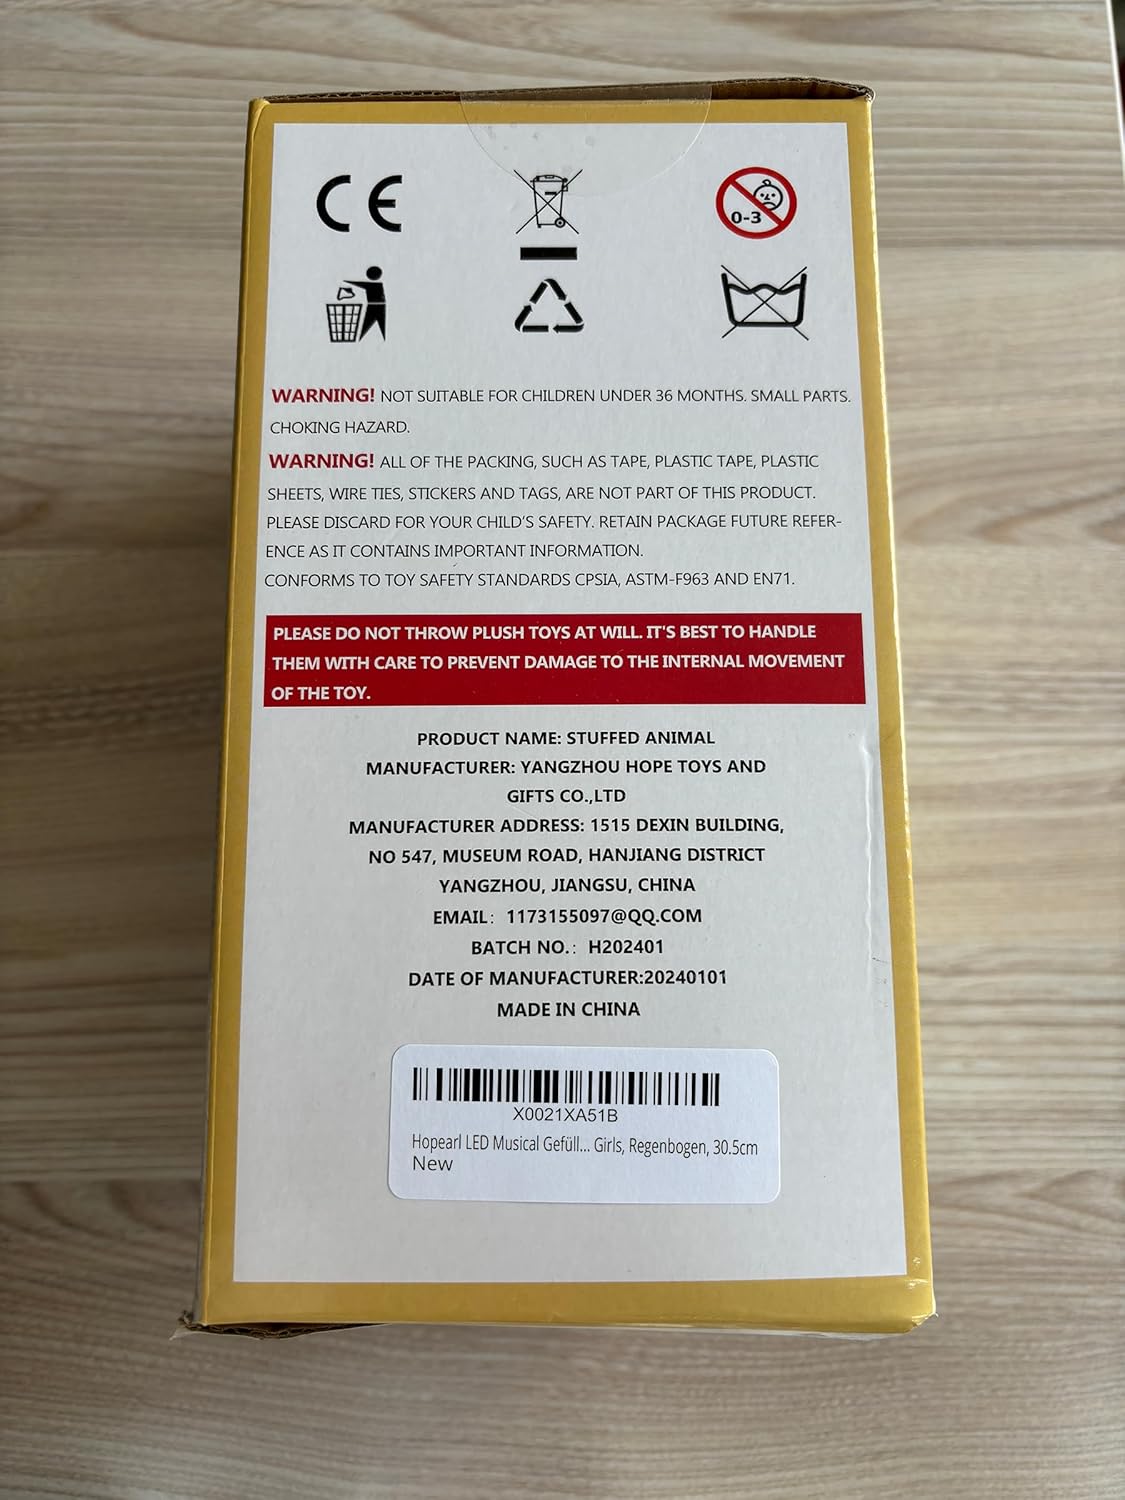 CE
0-3
WARNING! NOT SUITABLE FOR CHILDREN UNDER 36 MONTHS. SMALL PARTS.
CHOKING HAZARD.
WARNING! ALL OF THE PACKING, SUCH AS TAPE, PLASTIC TAPE, PLASTIC
SHEETS, WIRE TIES, STICKERS AND TAGS, ARE NOT PART OF THIS PRODUCT.
PLEASE DISCARD FOR YOUR CHILD'S SAFETY. RETAIN PACKAGE FUTURE REFER-
ENCE AS IT CONTAINS IMPORTANT INFORMATION.
CONFORMS TO TOY SAFETY STANDARDS CPSIA, ASTM-F963 AND EN71.
PLEASE DO NOT THROW PLUSH TOYS AT WILL. IT'S BEST TO HANDLE
THEM WITH CARE TO PREVENT DAMAGE TO THE INTERNAL MOVEMENT
OF THE TOY.
PRODUCT NAME: STUFFED ANIMAL
MANUFACTURER: YANGZHOU HOPE TOYS AND
GIFTS CO.,LTD
MANUFACTURER ADDRESS: 1515 DEXIN BUILDING,
NO 547, MUSEUM ROAD, HANJIANG DISTRICT
YANGZHOU, JIANGSU, CHINA
EMAIL: 1173155097@QQ.COM
BATCH NO.: H202401
DATE OF MANUFACTURER:20240101
MADE IN CHINA
X0021XA51B
Hopearl LED Musical Gefüll... Girls, Regenbogen, 30.5cm
New